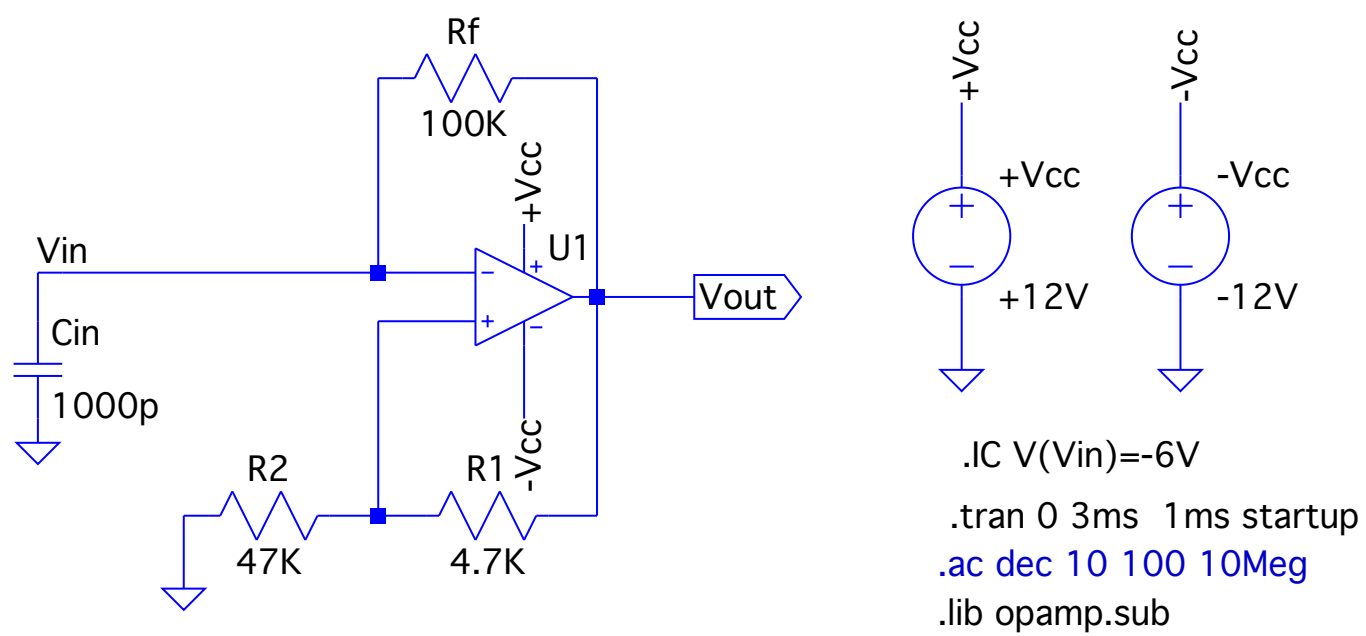 Rf
100K
+Vcc
U1
-
+
+
-
Vin
Cin
1000p
Vout
-Vcc
R2
47K
R1
4.7K
+Vcc
+Vcc
+
-
+12V
-Vcc
-Vcc
+
-
-12V
.IC V(Vin)=-6V
.tran 0 3ms 1ms startup
.ac dec 10 100 10Meg
.lib opamp.sub